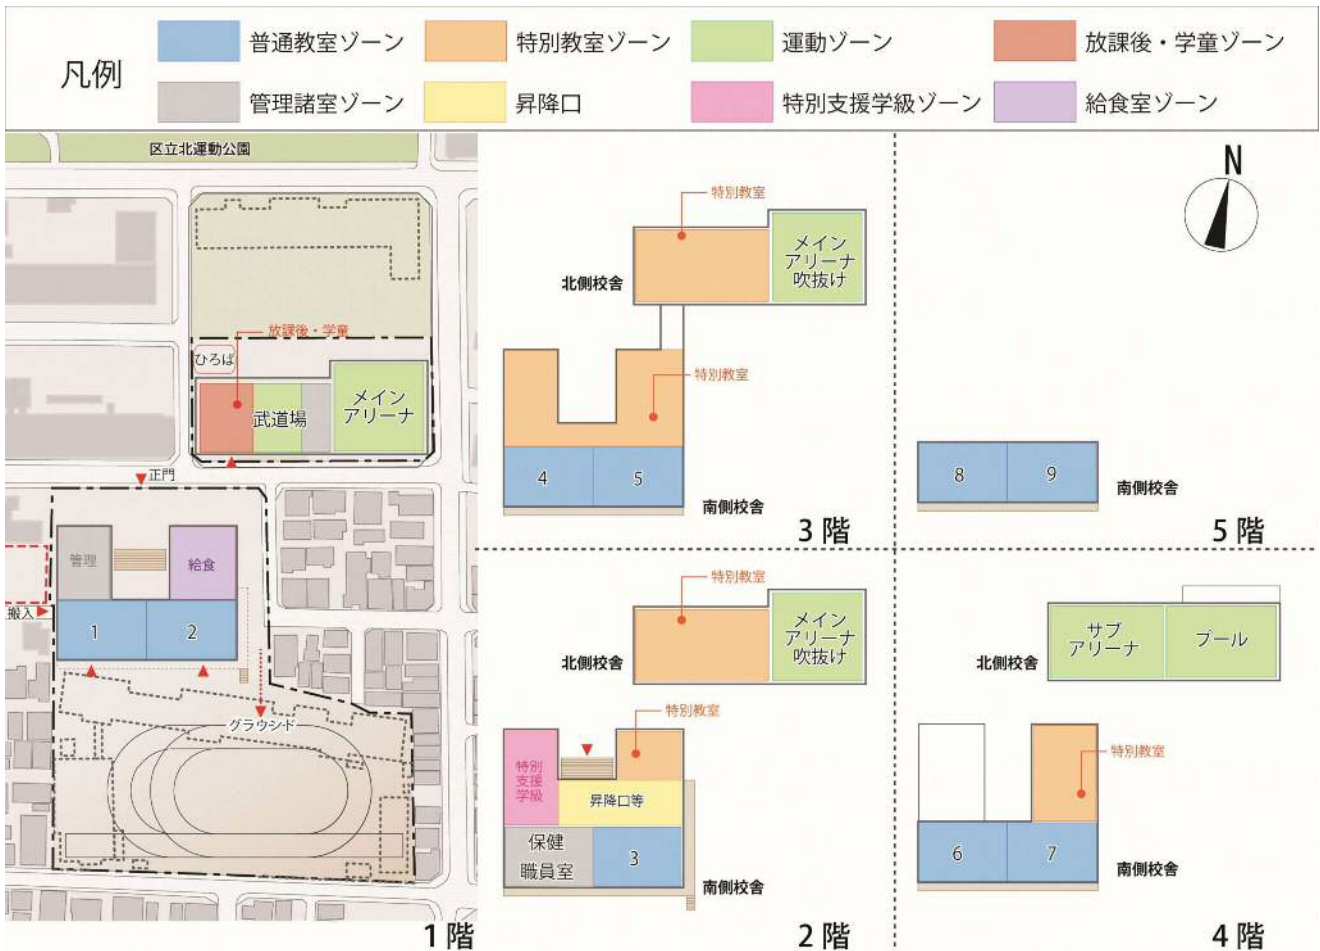 凡例
普通教室ゾーン
特別教室ゾーン
運動ゾーン
放課後・学童ゾーン
管理諸室ゾーン
昇降口
特別支援学級ゾーン
給食室ゾーン
区立北運動公園
放課後・学童
ひろば
武道場
メイン
アリーナ
正門
管理
給食
搬入
1
2
グラウンド
1階
特別教室
メイン
アリーナ
吹抜け
北側校舎
特別教室
4
5
南側校舎
3階
N
8
9
南側校舎
5階
特別教室
メイン
アリーナ
吹抜け
北側校舎
特別教室
特別
支援
学級
昇降口等
保健
職員室
3
南側校舎
2階
サブ
アリーナ
プール
北側校舎
特別教室
6
7
南側校舎
4階